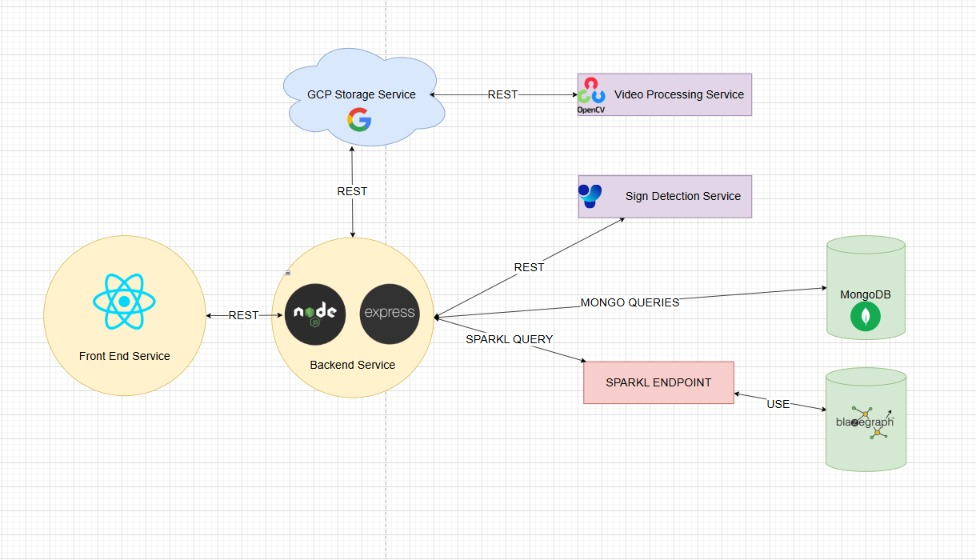 GCP Storage Service
REST
OpenCV
Video Processing Service
REST
Sign Detection Service
REST
Front End Service
REST
node
JS
express
Backend Service
MONGO QUERIES
MongoDB
SPARKL QUERY
SPARKL ENDPOINT
USE
blazegraph